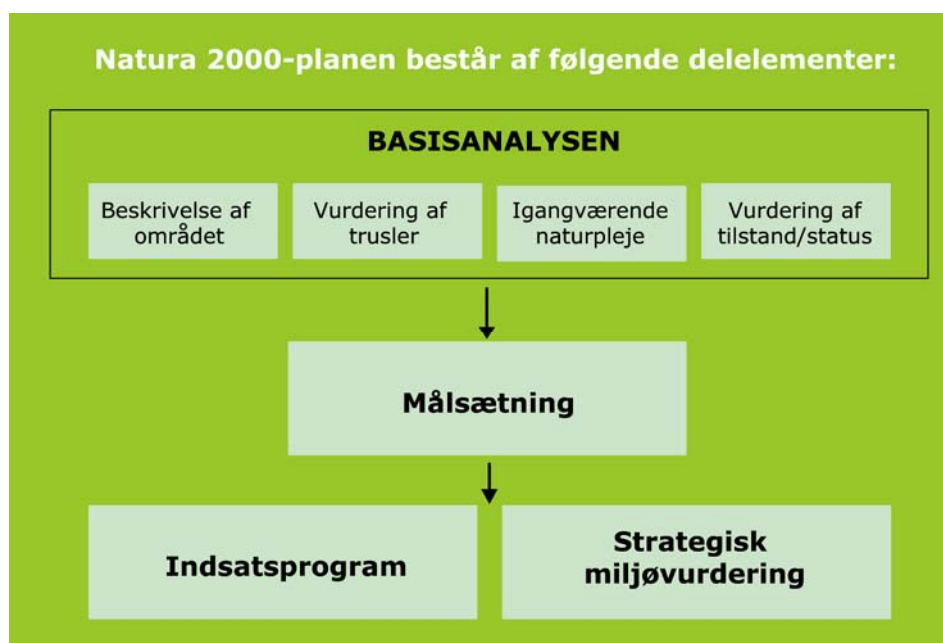 Natura 2000-planen består af følgende delelementer:
BASISANALYSEN
Beskrivelse af
området
Vurdering af
trusler
Igangværende
naturpleje
Vurdering af
tilstand/status
Målsætning
Indsatsprogram
Strategisk
miljøvurdering